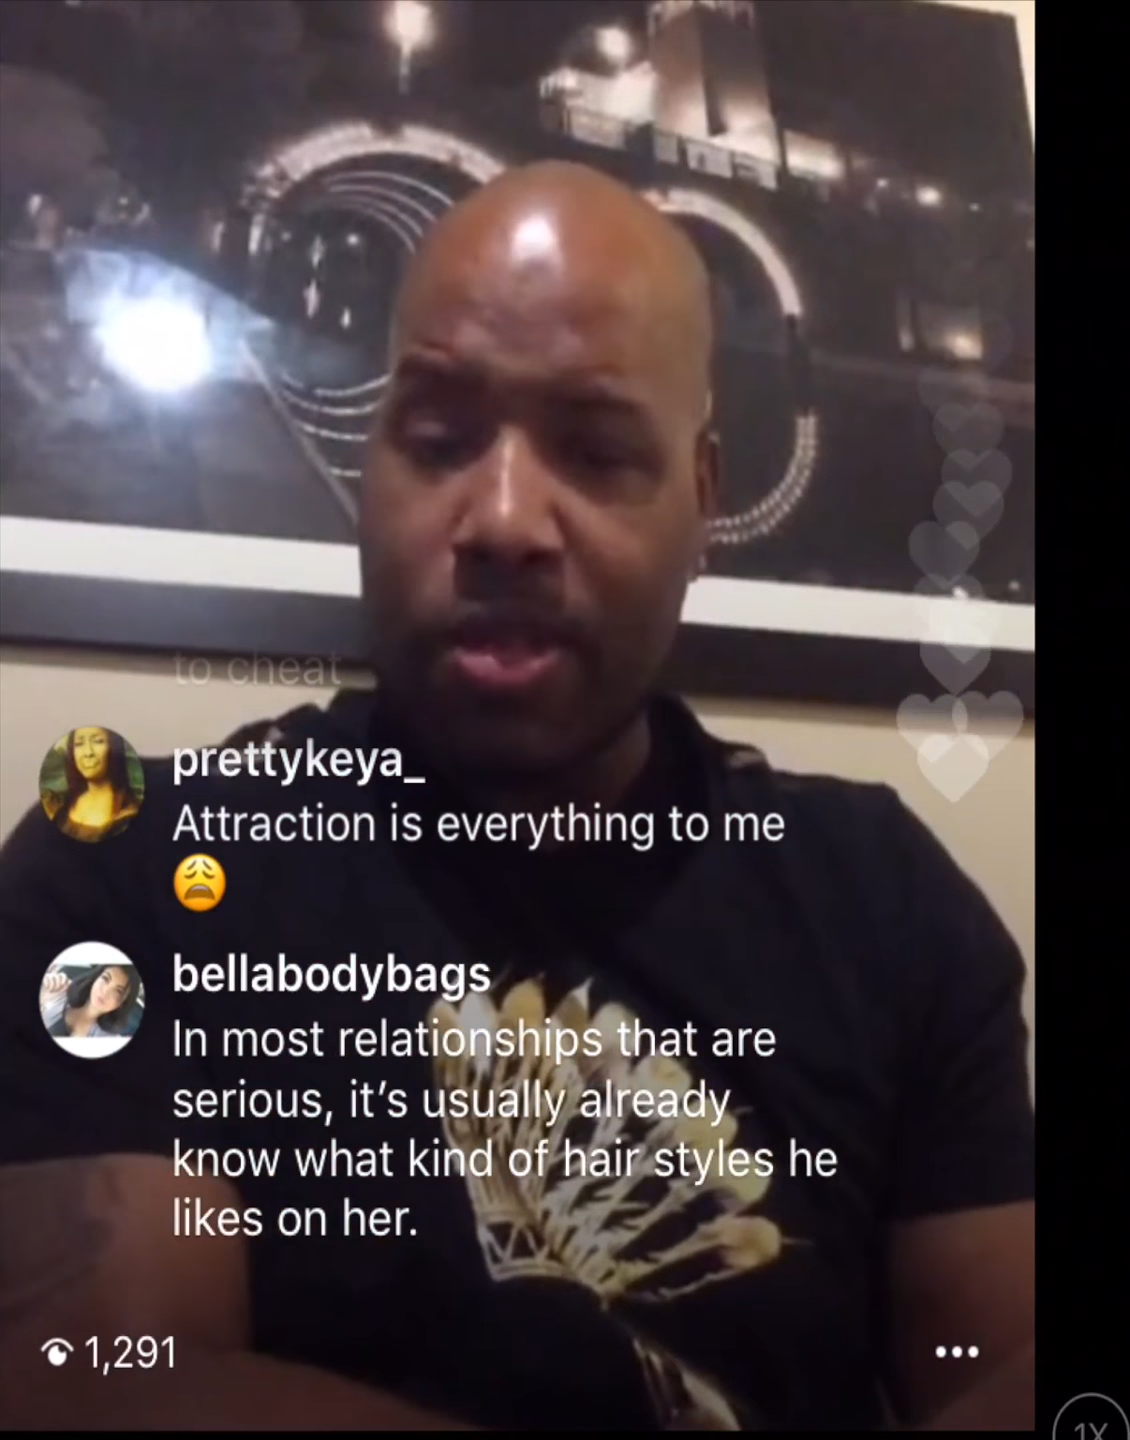 to cheat
prettykeya_
Attraction is everything to me
😩
bellabodybags
In most relationships that are
serious, it's usually already
know what kind of hair styles he
likes on her.
1,291
1X